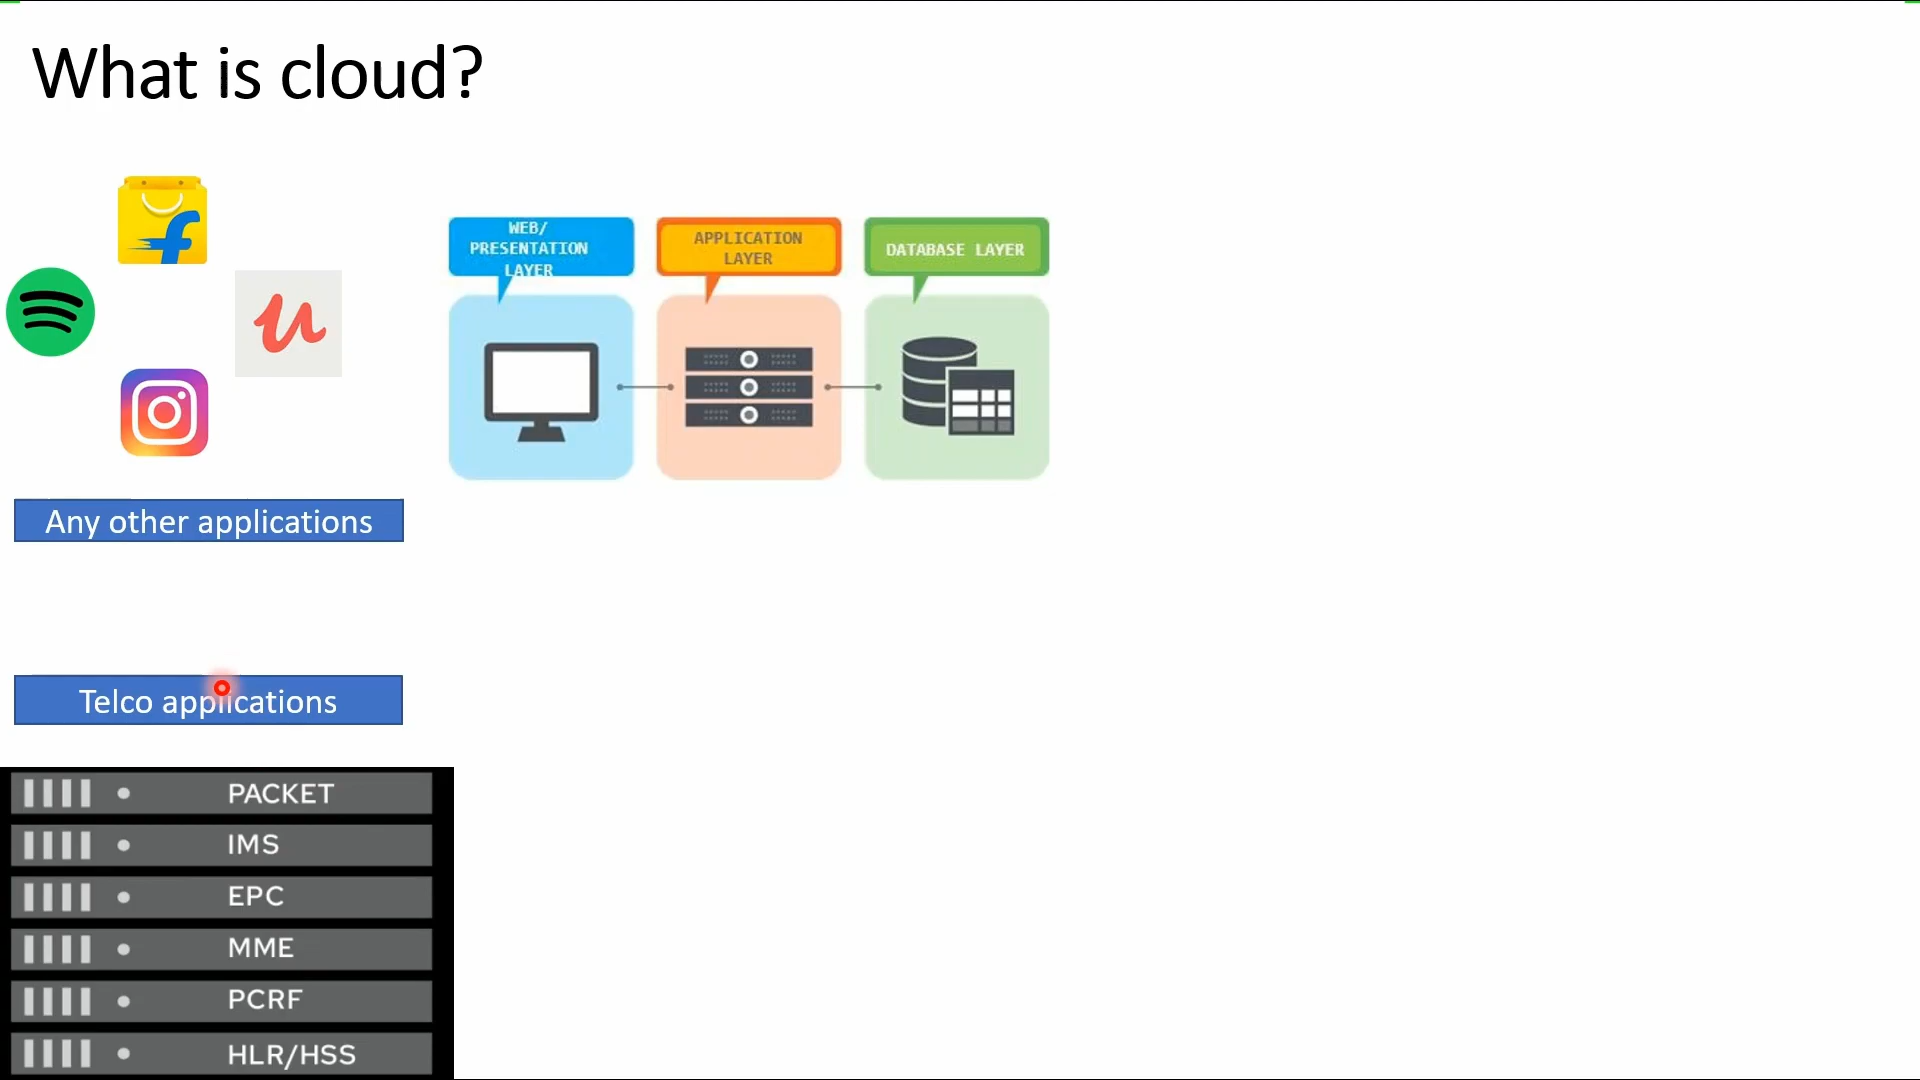 What is cloud?
WEB/
PRESENTATION
LAYER
APPLICATION
LAYER
DATABASE LAYER
Any other applications
Telco applications
PACKET
IMS
EPC
MME
PCRF
HLR/HSS